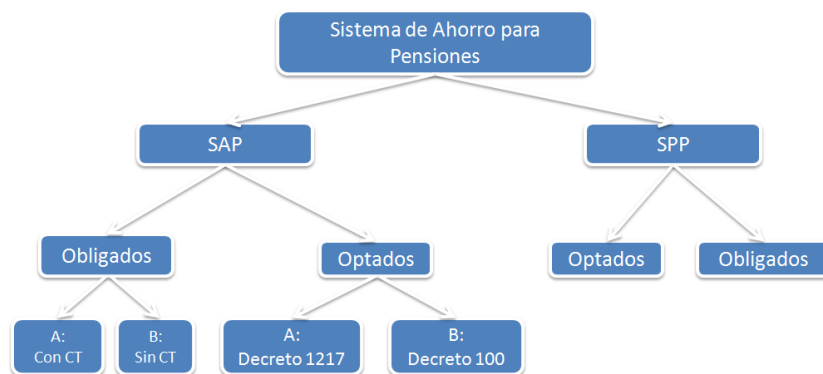 Sistema de Ahorro para
Pensiones
SAP
SPP
Obligados
Optados
Optados
Obligados
A:
Con CT
B:
Sin CT
A:
Decreto 1217
B:
Decreto 100